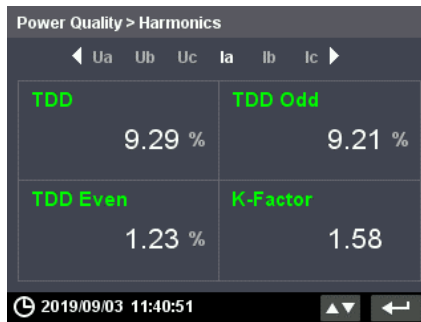 Power Quality > Harmonics
Ua Ub Uc Ia Ib Ic
TDD
9.29 %
TDD Odd
9.21 %
TDD Even
1.23 %
K-Factor
1.58
2019/09/03 11:40:51